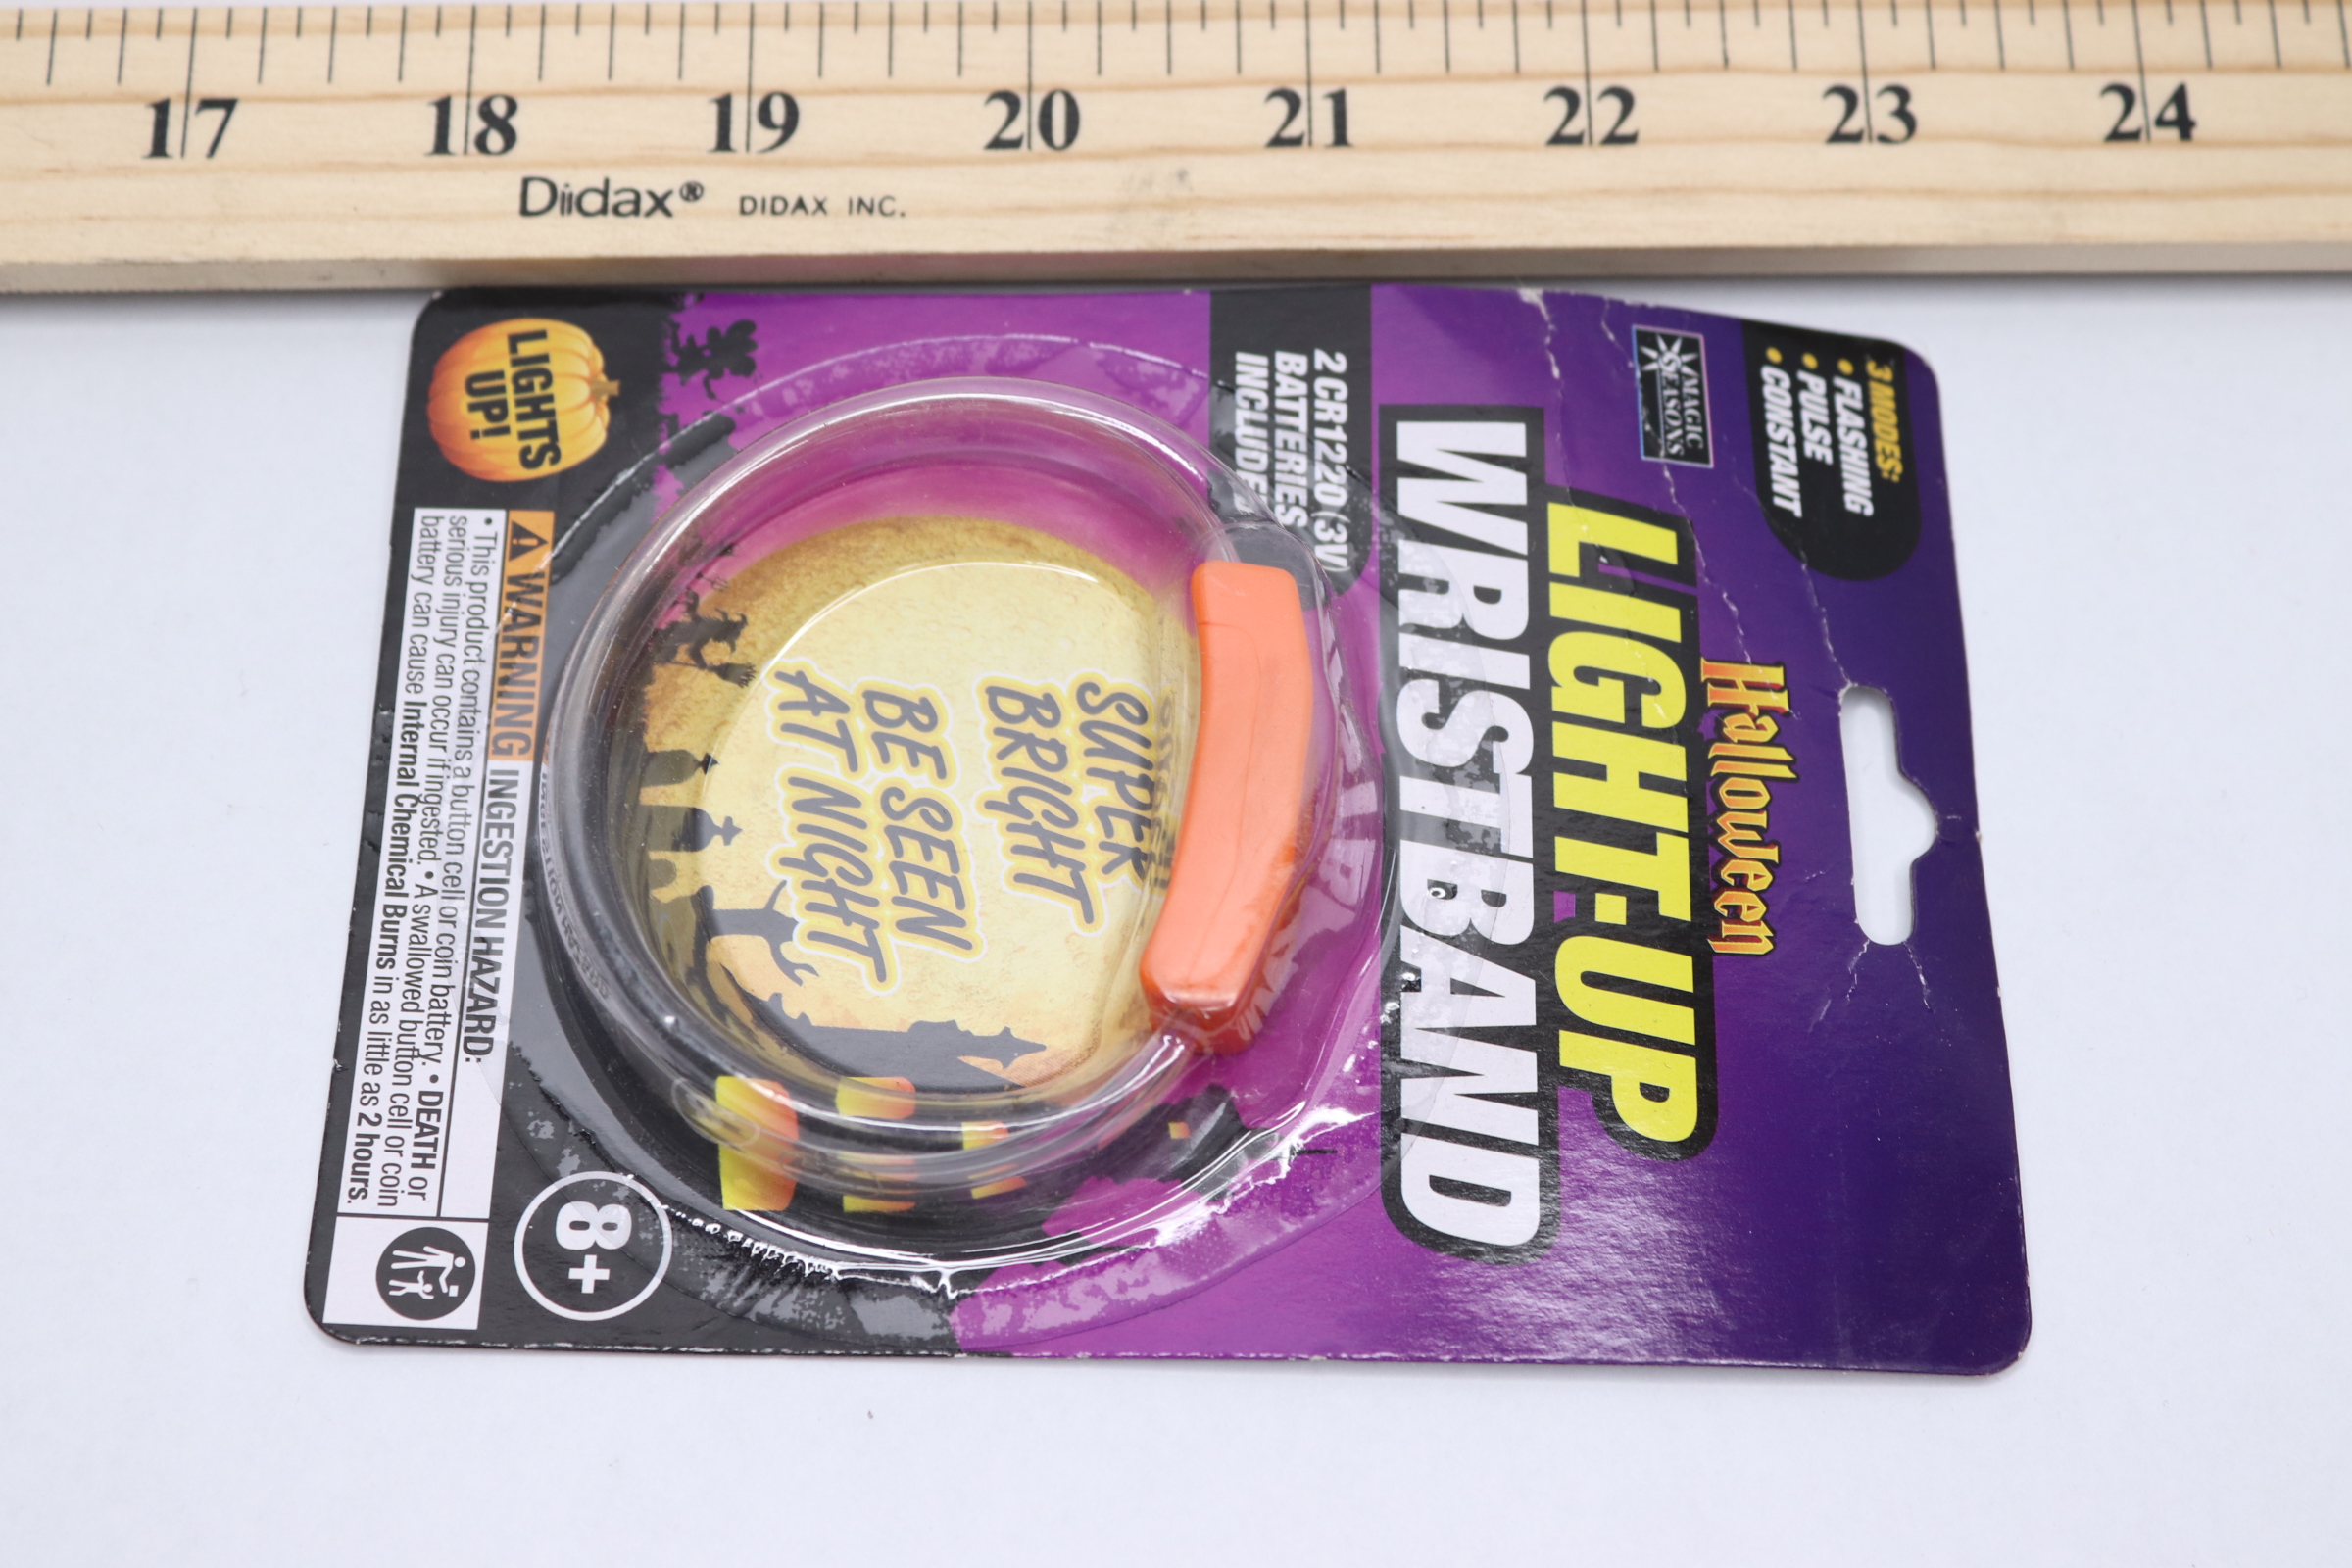 17 18 19 20 21 22 23 24
Didax® DIDAX INC.
3 MODES:
• FLASHING
• PULSE
• CONSTANT
MAGIC
SEASONS
Halloween
LIGHT-UP
WRISTBAND
2 CR1220 (3V)
BATTERIES
INCLUDED
SUPER
BRIGHT
BE SEEN
AT NIGHT
LIGHTS
UP!
8+
WARNING INGESTION HAZARD:
• This product contains a button cell or coin battery. • DEATH or
serious injury can occur if ingested. • A swallowed button cell or coin
battery can cause Internal Chemical Burns in as little as 2 hours.